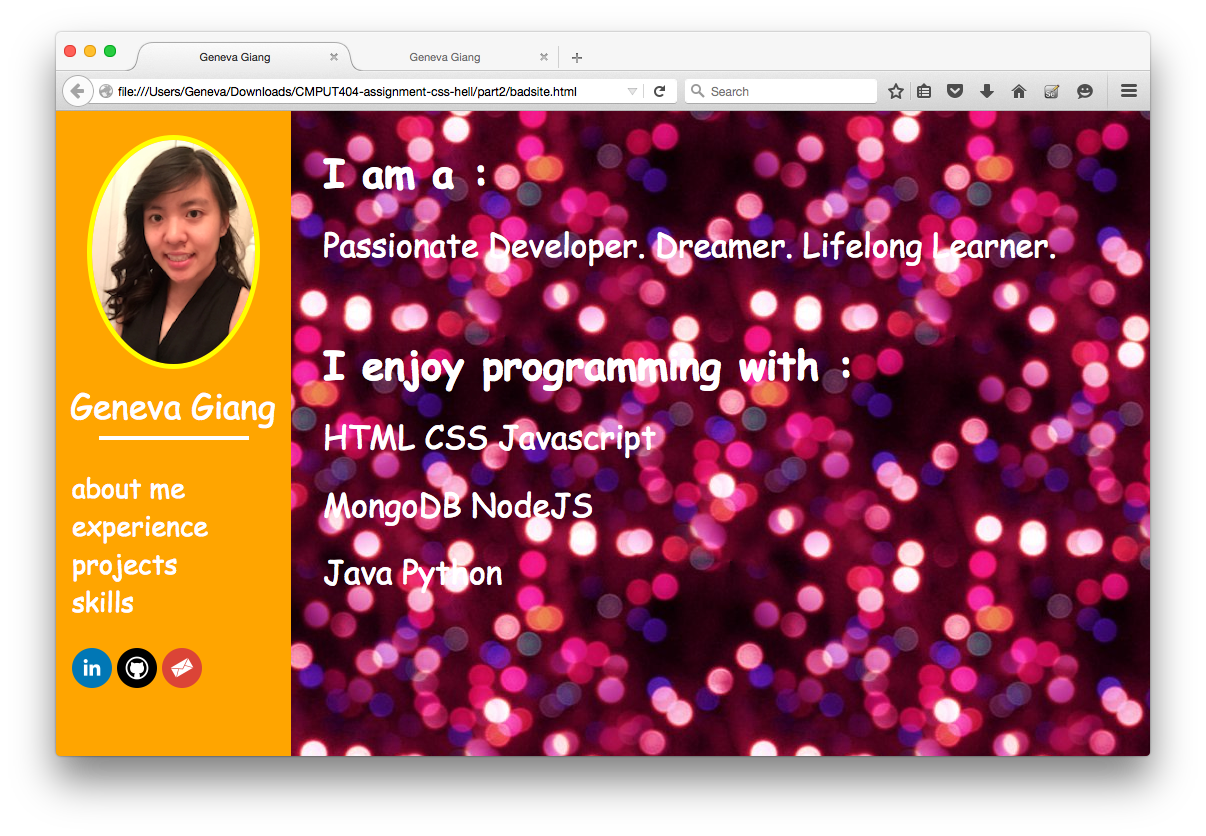 Geneva Giang
Geneva Giang
file:///Users/Geneva/Downloads/CMPUT404-assignment-css-hell/part2/badsite.html
Search
Geneva Giang
about me
experience
projects
skills
in
I am a :
Passionate Developer. Dreamer. Lifelong Learner.
I enjoy programming with :
HTML CSS Javascript
MongoDB NodeJS
Java Python